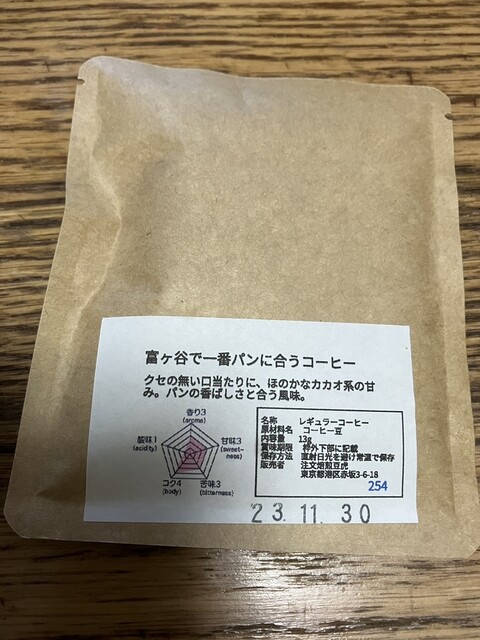 富ヶ谷で一番パンに合うコーヒー
クセの無い口当たりに、ほのかなカカオ系の甘
み。パンの香ばしさと合う風味。
香り3
(aroma)
酸味1
(acidity)
甘味3
(sweet-
ness)
コク4
(body)
苦味3
(bitterness)
名称 レギュラーコーヒー
原材料名 コーヒー豆
内容量 13g
賞味期限 枠外下部に記載
保存方法 直射日光を避け常温で保存
販売者 注文焙煎豆虎
東京都港区赤坂3-6-18
254
23.11.30